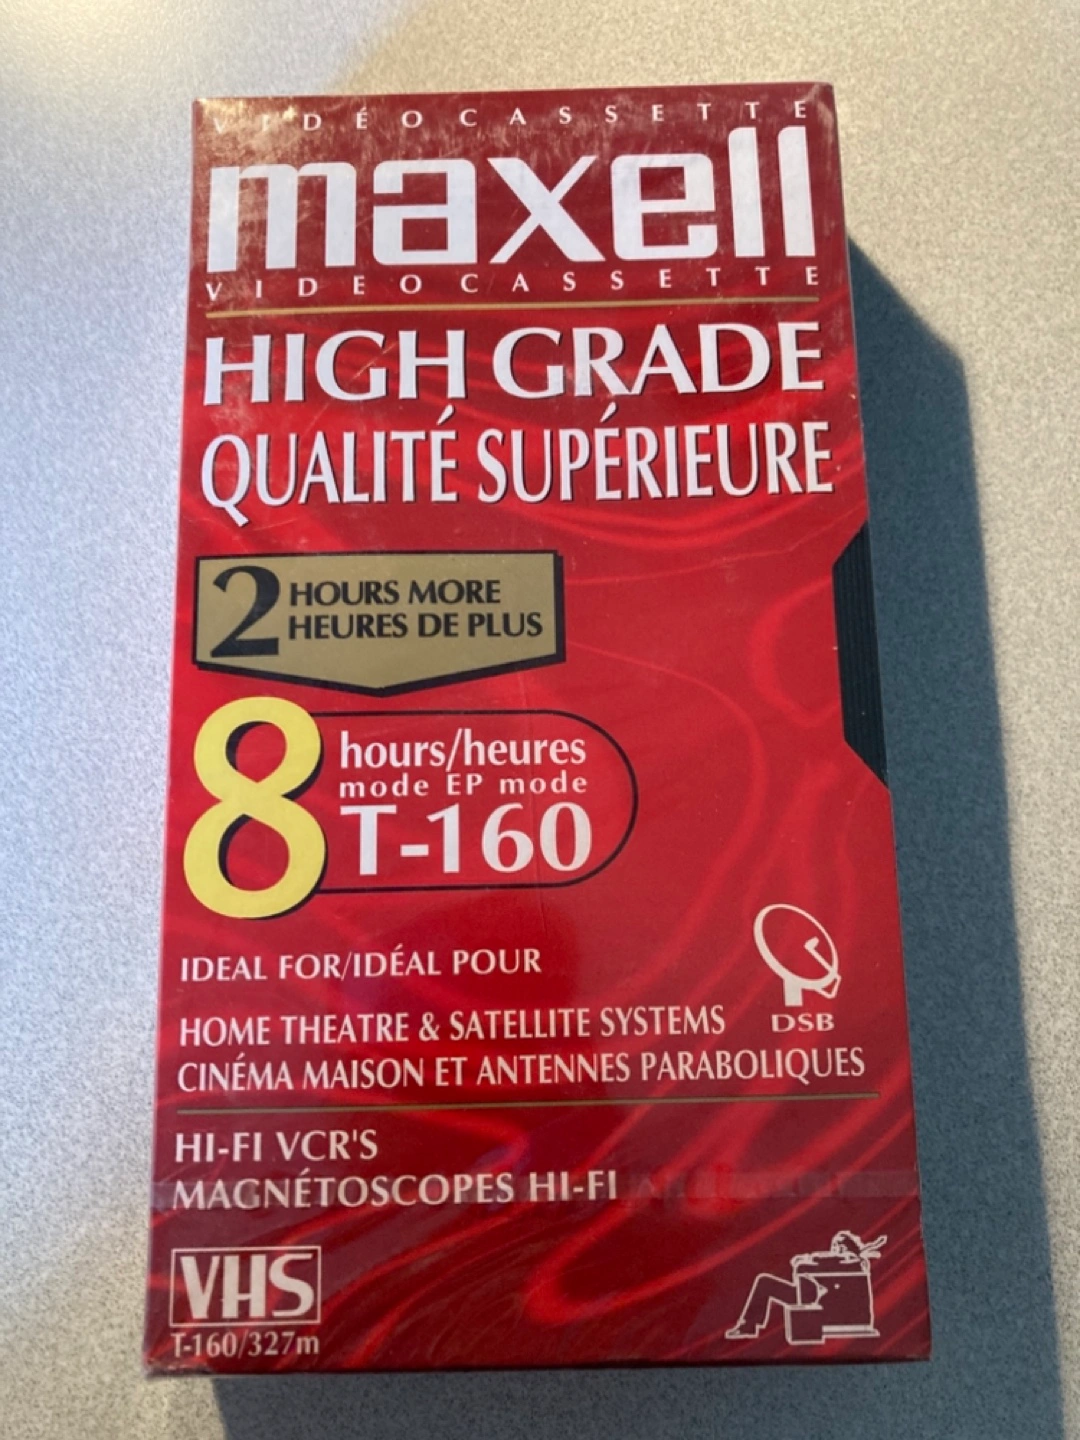 VIDÉOCASSETTE
maxell
VIDEOCASSETTE
HIGH GRADE
QUALITÉ SUPÉRIEURE
2 HOURS MORE
HEURES DE PLUS
8 hours/heures
mode EP mode
T-160
IDEAL FOR/IDÉAL POUR
DSB
HOME THEATRE & SATELLITE SYSTEMS
CINÉMA MAISON ET ANTENNES PARABOLIQUES
HI-FI VCR'S
MAGNÉTOSCOPES HI-FI
VHS
T-160/327m